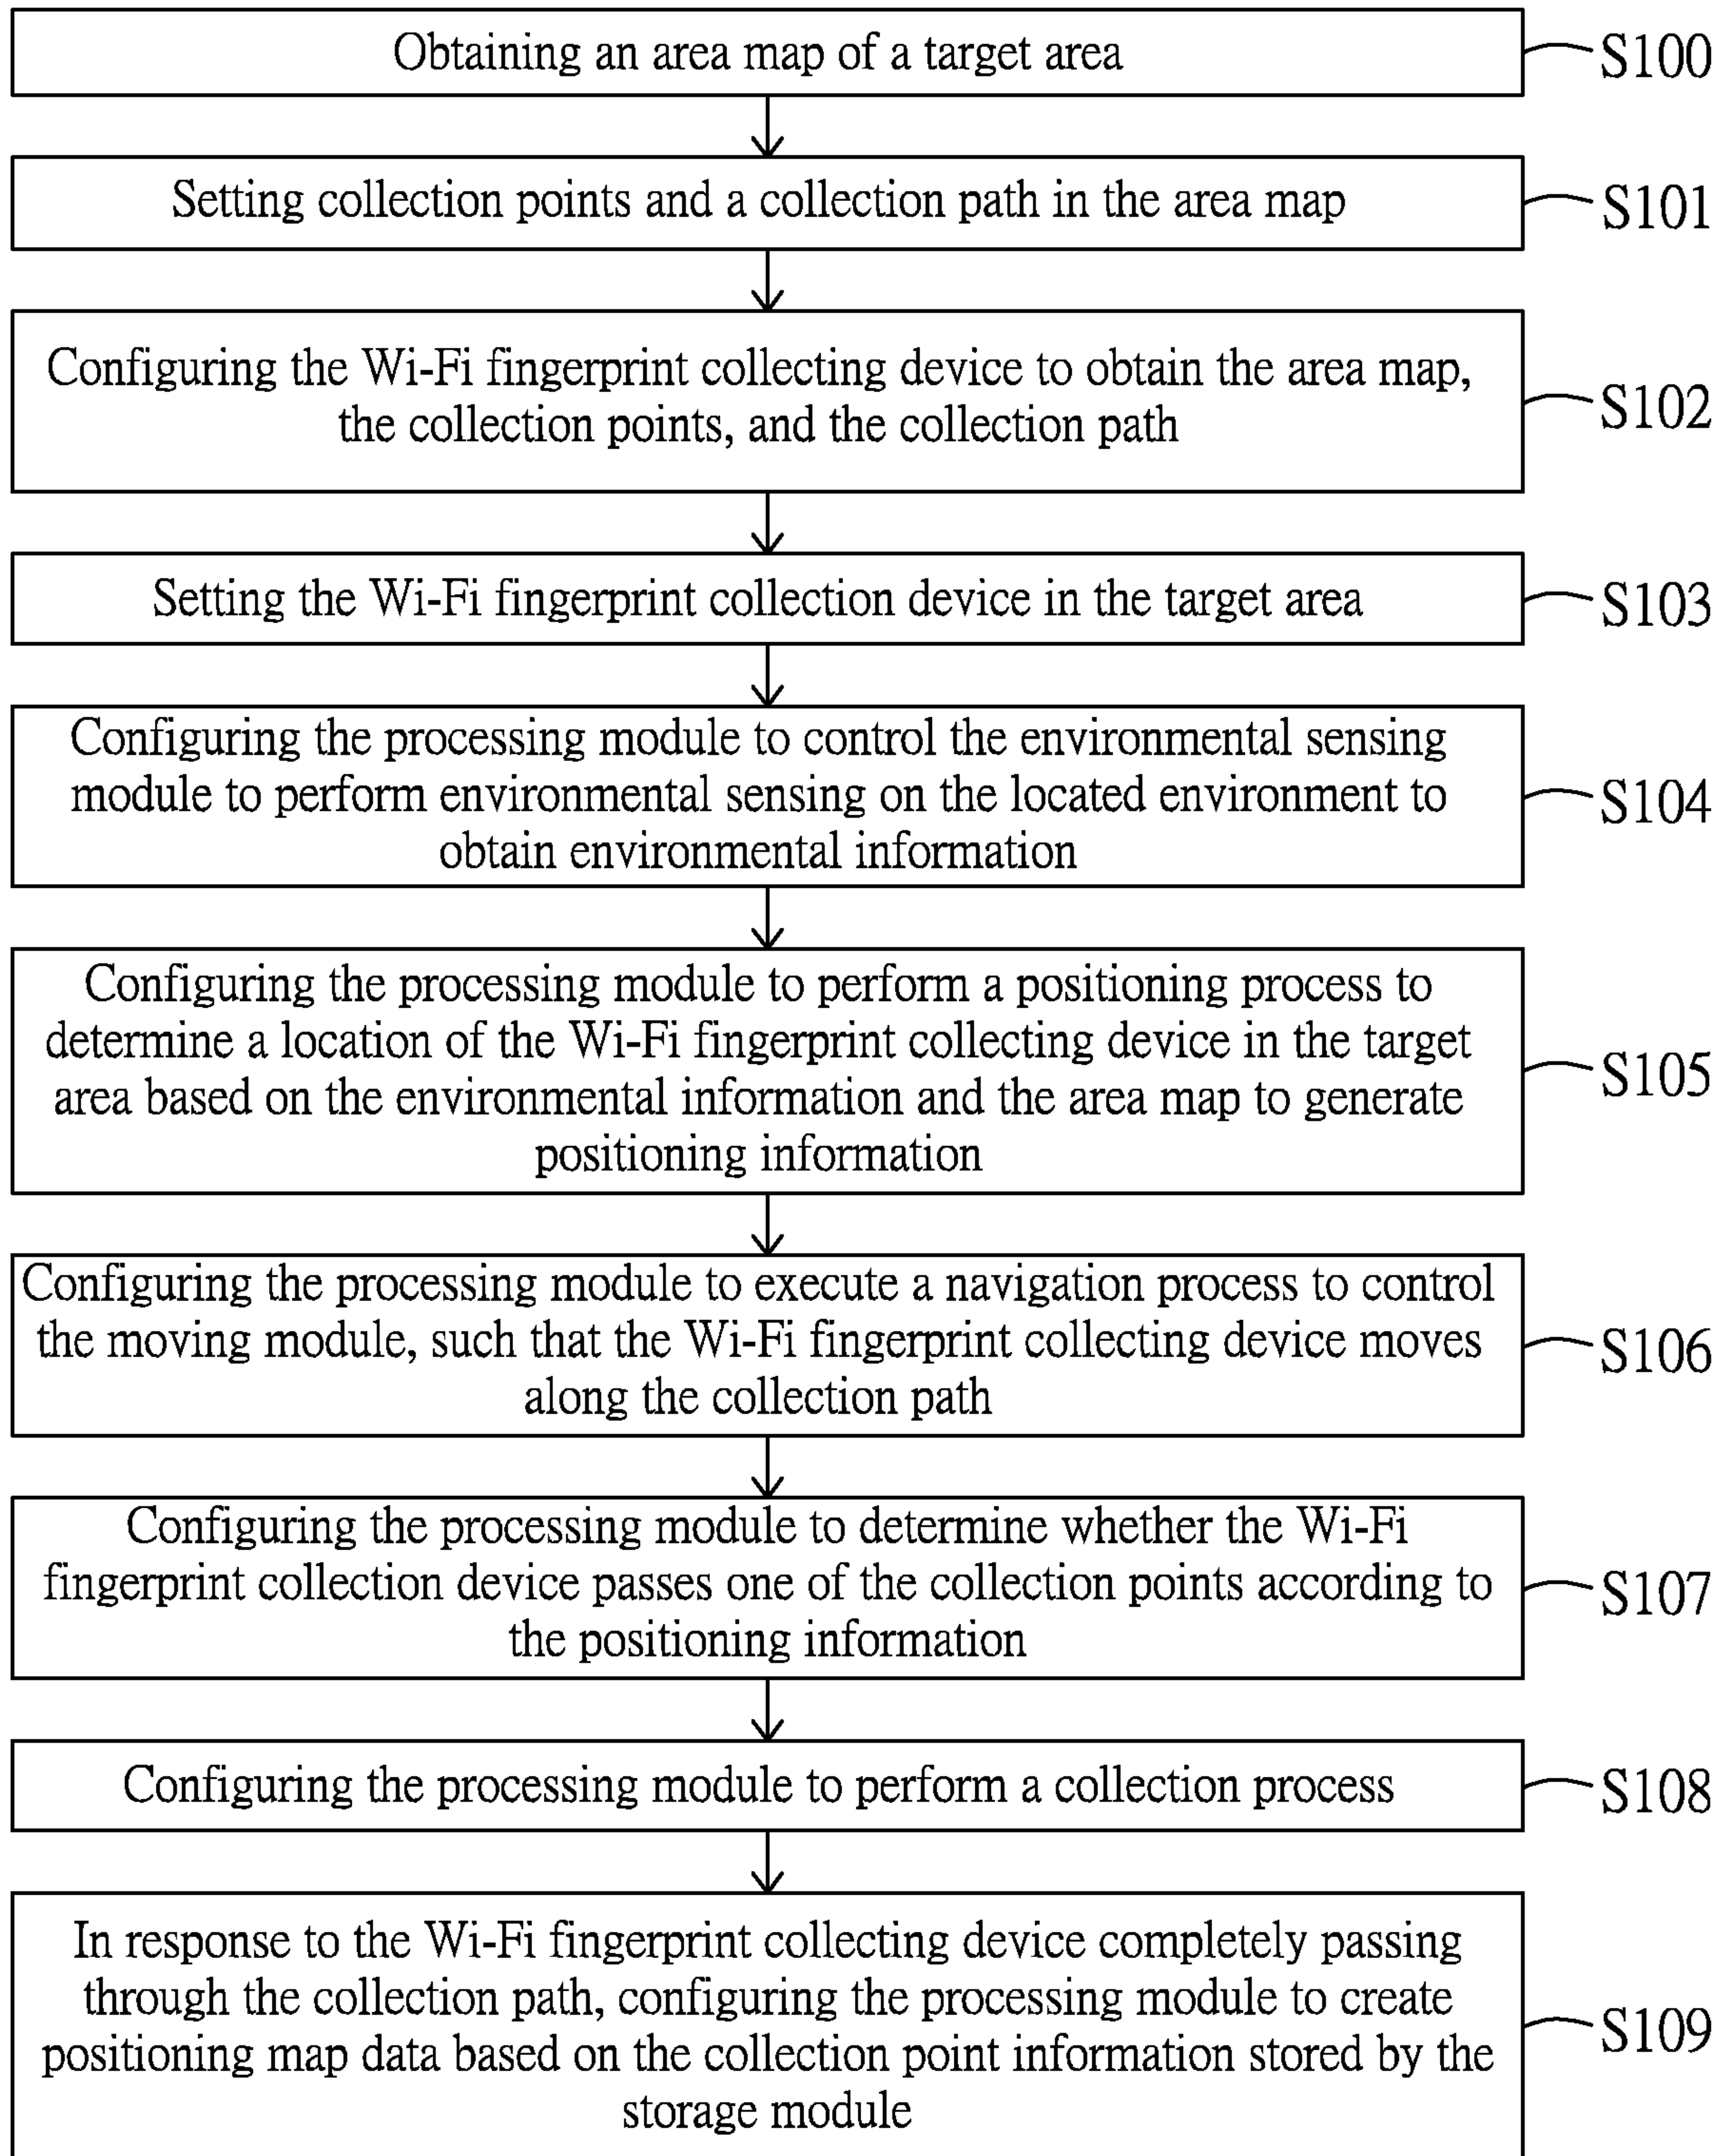 Obtaining an area map of a target area
S100
Setting collection points and a collection path in the area map
S101
Configuring the Wi-Fi fingerprint collecting device to obtain the area map,
the collection points, and the collection path
S102
Setting the Wi-Fi fingerprint collection device in the target area
S103
Configuring the processing module to control the environmental sensing
module to perform environmental sensing on the located environment to
obtain environmental information
S104
Configuring the processing module to perform a positioning process to
determine a location of the Wi-Fi fingerprint collecting device in the target
area based on the environmental information and the area map to generate
positioning information
S105
Configuring the processing module to execute a navigation process to control
the moving module, such that the Wi-Fi fingerprint collecting device moves
along the collection path
S106
Configuring the processing module to determine whether the Wi-Fi
fingerprint collection device passes one of the collection points according to
the positioning information
S107
Configuring the processing module to perform a collection process
S108
In response to the Wi-Fi fingerprint collecting device completely passing
through the collection path, configuring the processing module to create
positioning map data based on the collection point information stored by the
storage module
S109